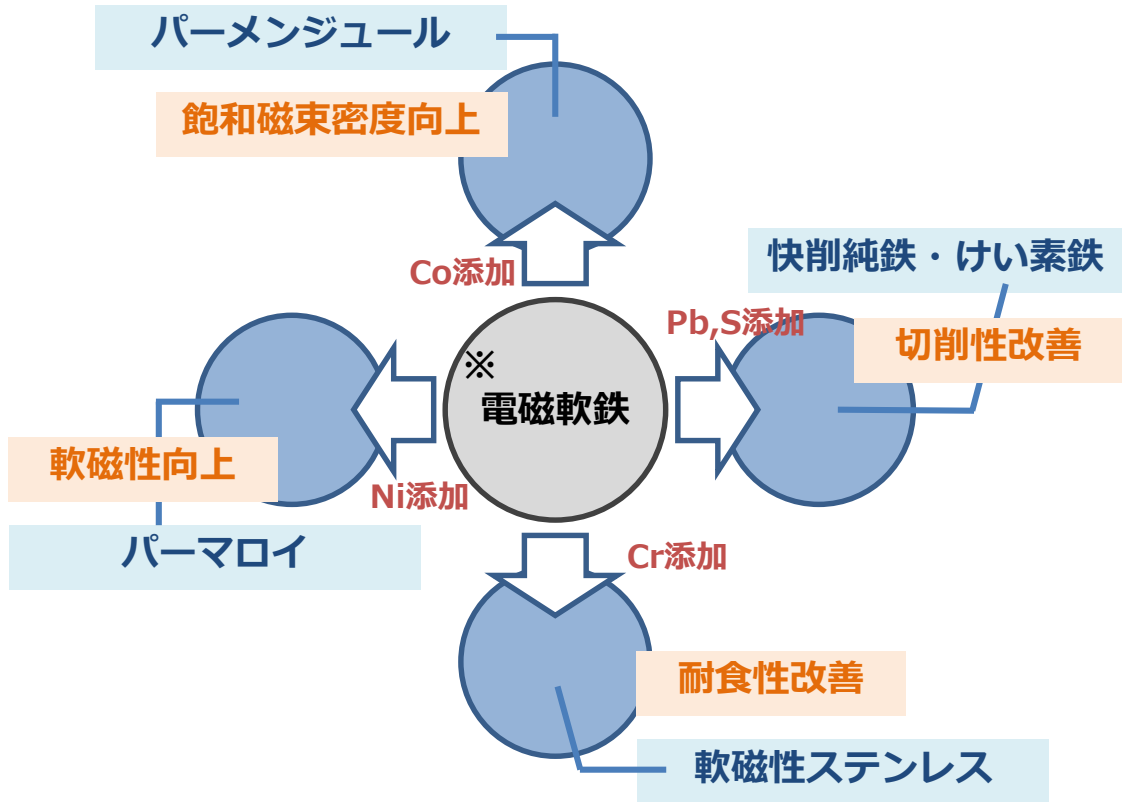 パーメンジュール
飽和磁束密度向上
Co添加
快削純鉄・けい素鉄
Pb,S添加
切削性改善
※
電磁軟鉄
軟磁性向上
Ni添加
パーマロイ
Cr添加
耐食性改善
軟磁性ステンレス